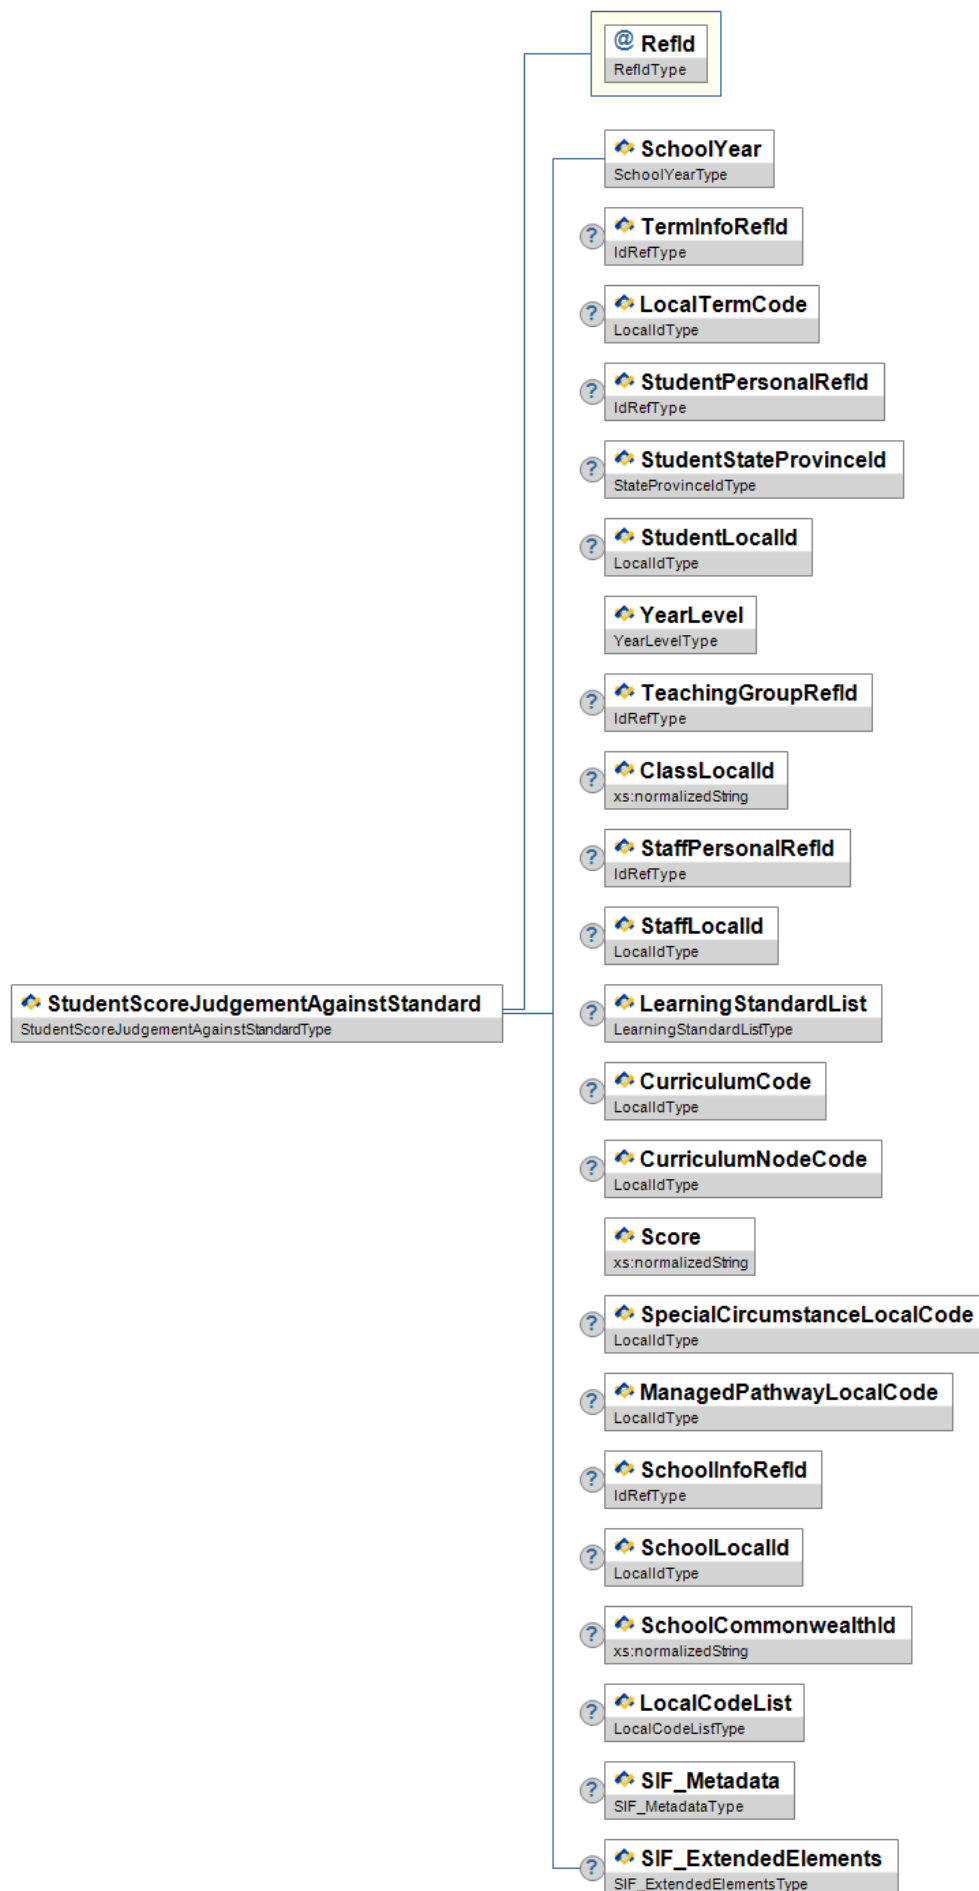 @ RefId
RefIdType
SchoolYear
SchoolYearType
? TermInfoRefId
IdRefType
? LocalTermCode
LocalIdType
? StudentPersonalRefId
IdRefType
? StudentStateProvinceId
StateProvinceIdType
? StudentLocalId
LocalIdType
YearLevel
YearLevelType
? TeachingGroupRefId
IdRefType
? ClassLocalId
xs:normalizedString
? StaffPersonalRefId
IdRefType
? StaffLocalId
LocalIdType
StudentScoreJudgementAgainstStandard
StudentScoreJudgementAgainstStandardType
? LearningStandardList
LearningStandardListType
? CurriculumCode
LocalIdType
? CurriculumNodeCode
LocalIdType
Score
xs:normalizedString
? SpecialCircumstanceLocalCode
LocalIdType
? ManagedPathwayLocalCode
LocalIdType
? SchoolInfoRefId
IdRefType
? SchoolLocalId
LocalIdType
? SchoolCommonwealthId
xs:normalizedString
? LocalCodeList
LocalCodeListType
? SIF_Metadata
SIF_MetadataType
? SIF_ExtendedElements
SIF_ExtendedElementsType